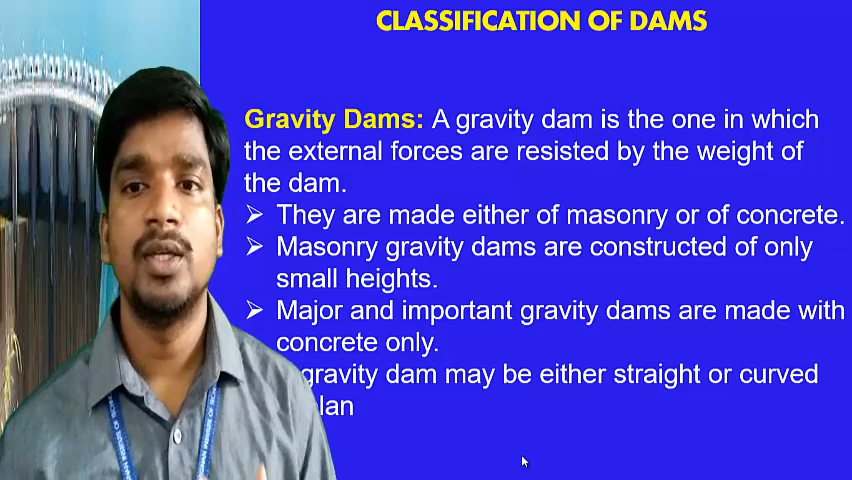 CLASSIFICATION OF DAMS
Gravity Dams: A gravity dam is the one in which
the external forces are resisted by the weight of
the dam.
➢ They are made either of masonry or of concrete.
➢ Masonry gravity dams are constructed of only
small heights.
➢ Major and important gravity dams are made with
concrete only.
gravity dam may be either straight or curved
lan